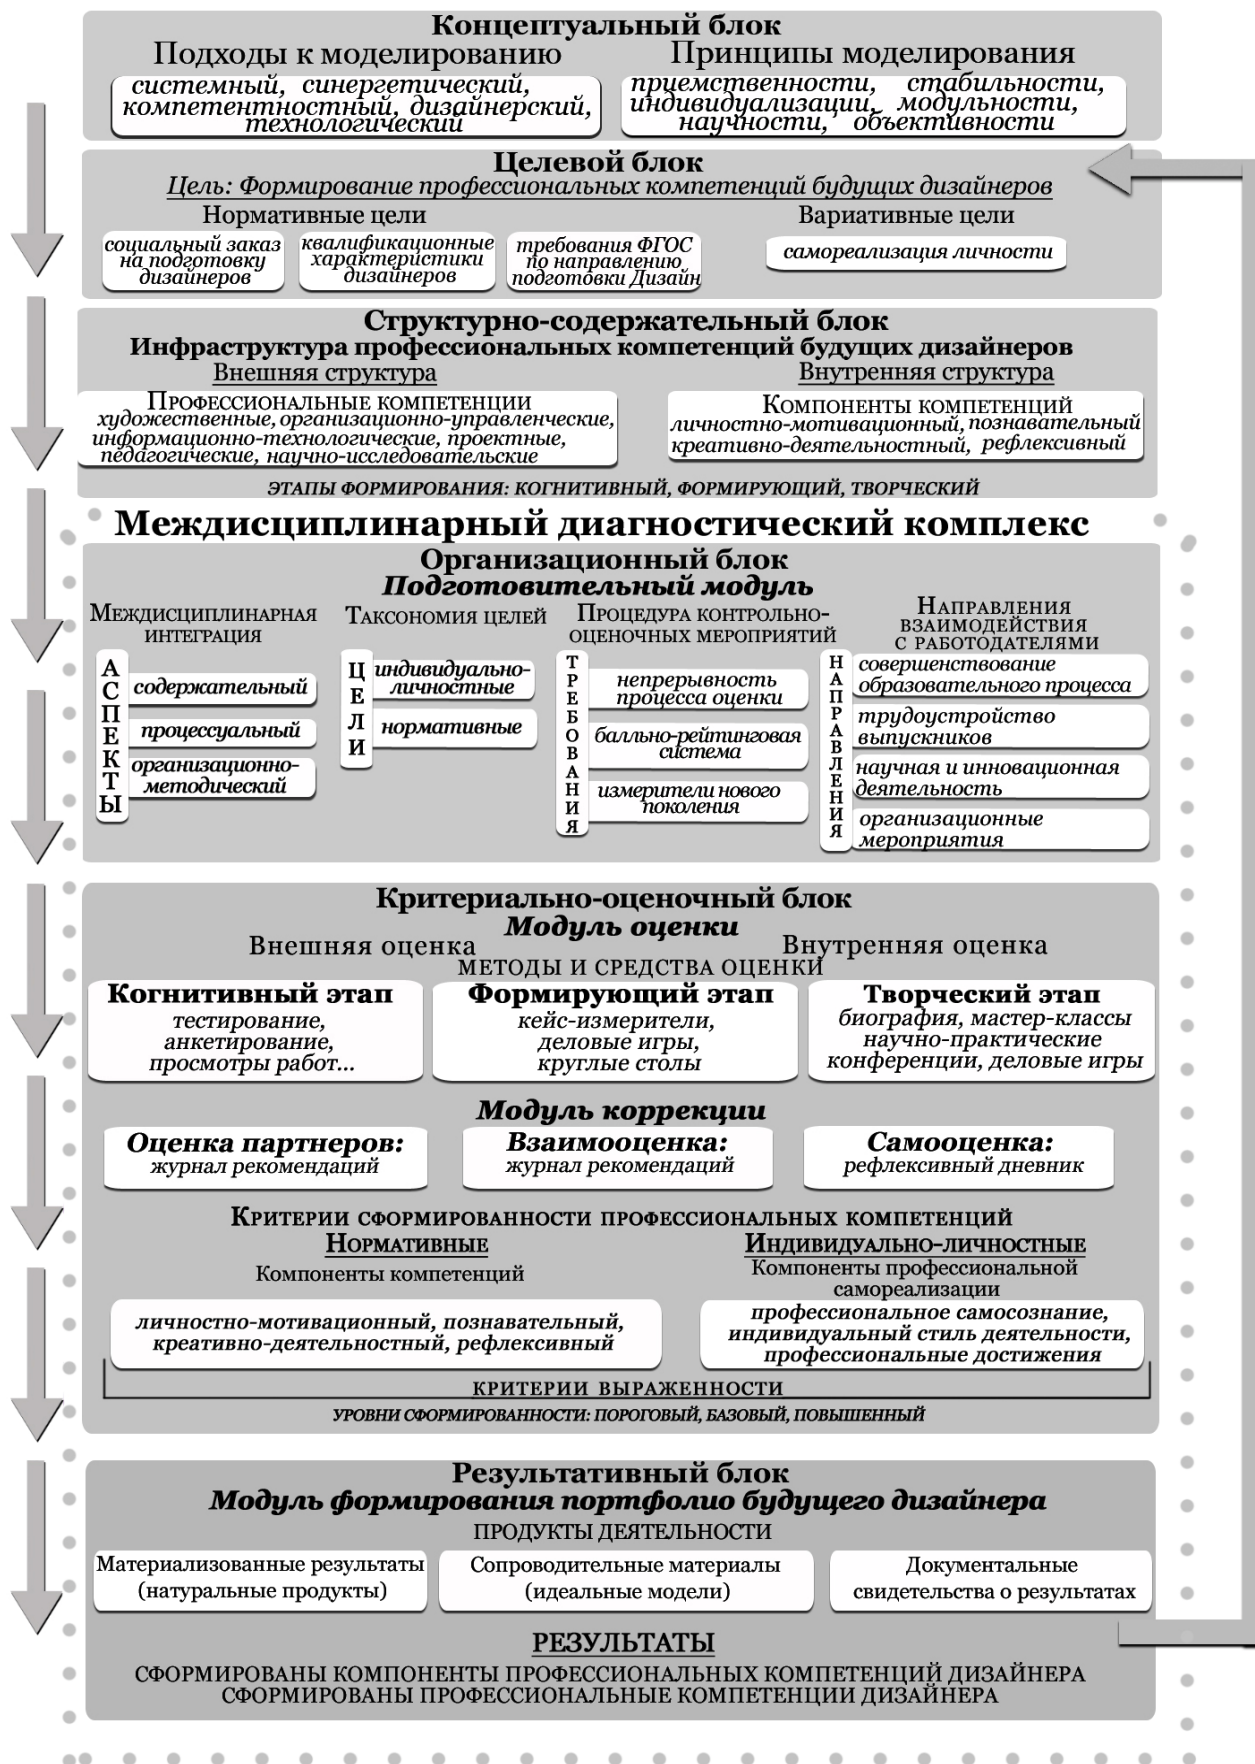 Концептуальный блок
Подходы к моделированию
системный, синергетический,
компетентностный, дизайнерский,
технологический
Принципы моделирования
приемственности, стабильности,
индивидуализации, модульности,
научности, объективности
Целевой блок
Цель: Формирование профессиональных компетенций будущих дизайнеров
Нормативные цели
социальный заказ
на подготовку
дизайнеров
квалификационные
характеристики
дизайнеров
требования ФГОС
по направлению
подготовки Дизайн
Вариативные цели
самореализация личности
Структурно-содержательный блок
Инфраструктура профессиональных компетенций будущих дизайнеров
Внешняя структура
Профессиональные компетенции
художественные, организационно-управленческие,
информационно-технологические, проектные,
педагогические, научно-исследовательские
Внутренняя структура
Компоненты компетенций
личностно-мотивационный, познавательный
креативно-деятельностный, рефлексивный
ЭТАПЫ ФОРМИРОВАНИЯ: КОГНИТИВНЫЙ, ФОРМИРУЮЩИЙ, ТВОРЧЕСКИЙ
Междисциплинарный диагностический комплекс
Организационный блок
Подготовительный модуль
Междисциплинарная
интеграция
АСПЕКТЫ
содержательный
процессуальный
организационно-
методический
Таксономия целей
ЦЕЛИ
индивидуально-
личностные
нормативные
Процедура контрольно-
оценочных мероприятий
ТРЕБОВАНИЯ
непрерывность
процесса оценки
балльно-рейтинговая
система
измерители нового
поколения
Направления
взаимодействия
с работодателями
НАПРАВЛЕНИЯ
совершенствование
образовательного процесса
трудоустройство
выпускников
научная и инновационная
деятельность
организационные
мероприятия
Критериально-оценочный блок
Модуль оценки
Внешняя оценка
Внутренняя оценка
МЕТОДЫ И СРЕДСТВА ОЦЕНКИ
Когнитивный этап
тестирование,
анкетирование,
просмотры работ...
Формирующий этап
кейс-измерители,
деловые игры,
круглые столы
Творческий этап
биография, мастер-классы
научно-практические
конференции, деловые игры
Модуль коррекции
Оценка партнеров:
журнал рекомендаций
Взаимооценка:
журнал рекомендаций
Самооценка:
рефлексивный дневник
Критерии сформированности профессиональных компетенций
Нормативные
Компоненты компетенций
личностно-мотивационный, познавательный,
креативно-деятельностный, рефлексивный
Индивидуально-личностные
Компоненты профессиональной
самореализации
профессиональное самосознание,
индивидуальный стиль деятельности,
профессиональные достижения
КРИТЕРИИ ВЫРАЖЕННОСТИ
УРОВНИ СФОРМИРОВАННОСТИ: ПОРОГОВЫЙ, БАЗОВЫЙ, ПОВЫШЕННЫЙ
Результативный блок
Модуль формирования портфолио будущего дизайнера
ПРОДУКТЫ ДЕЯТЕЛЬНОСТИ
Материализованные результаты
(натуральные продукты)
Сопроводительные материалы
(идеальные модели)
Документальные
свидетельства о результатах
РЕЗУЛЬТАТЫ
СФОРМИРОВАНЫ КОМПОНЕНТЫ ПРОФЕССИОНАЛЬНЫХ КОМПЕТЕНЦИЙ ДИЗАЙНЕРА
СФОРМИРОВАНЫ ПРОФЕССИОНАЛЬНЫЕ КОМПЕТЕНЦИИ ДИЗАЙНЕРА